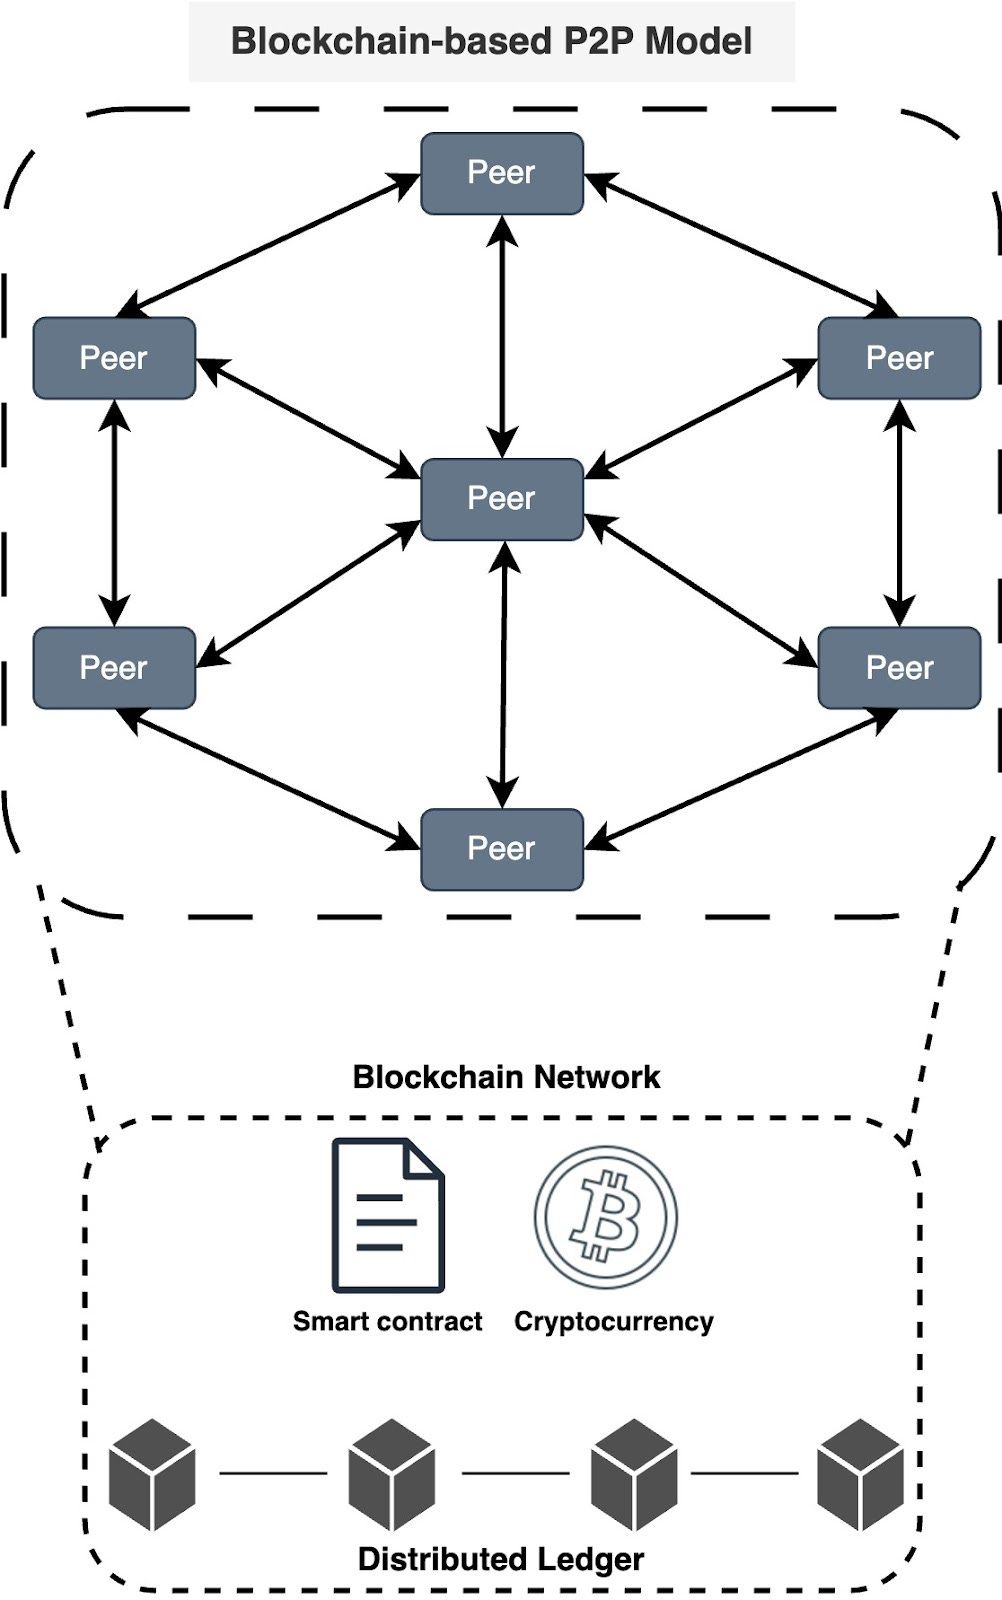 Blockchain-based P2P Model
Peer
Peer
Peer
Peer
Peer
Peer
Peer
Blockchain Network
Smart contract
Cryptocurrency
Distributed Ledger